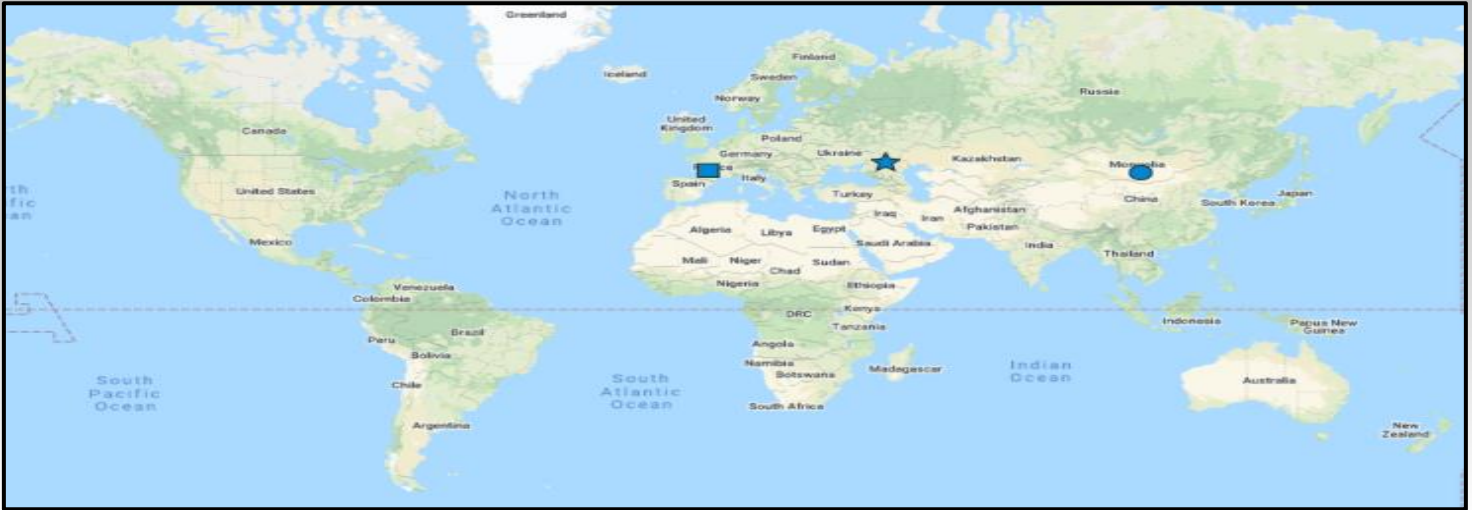 Greenland
Finland
Iceland
Sweden
Russia
Norway
United
Kingdom
Canada
Poland
Germany
Ukraine
Kazakhstan
Mongolia
Italy
Spain
United States
Turkey
China
Japan
South Korea
North
Atlantic
Ocean
Iraq
Iran
Afghanistan
Pakistan
Algeria
Libya
Egypt
Saudi Arabia
India
Mexico
Mali
Niger
Chad
Sudan
Thailand
Nigeria
Ethiopia
Venezuela
Colombia
Kenya
DRC
Tanzania
Indonesia
Papua New
Guinea
Brazil
Peru
Bolivia
Angola
Namibia
Botswana
Madagascar
Indian
Ocean
Australia
South
Pacific
Ocean
Chile
South
Atlantic
Ocean
South Africa
Argentina
New
Zealand